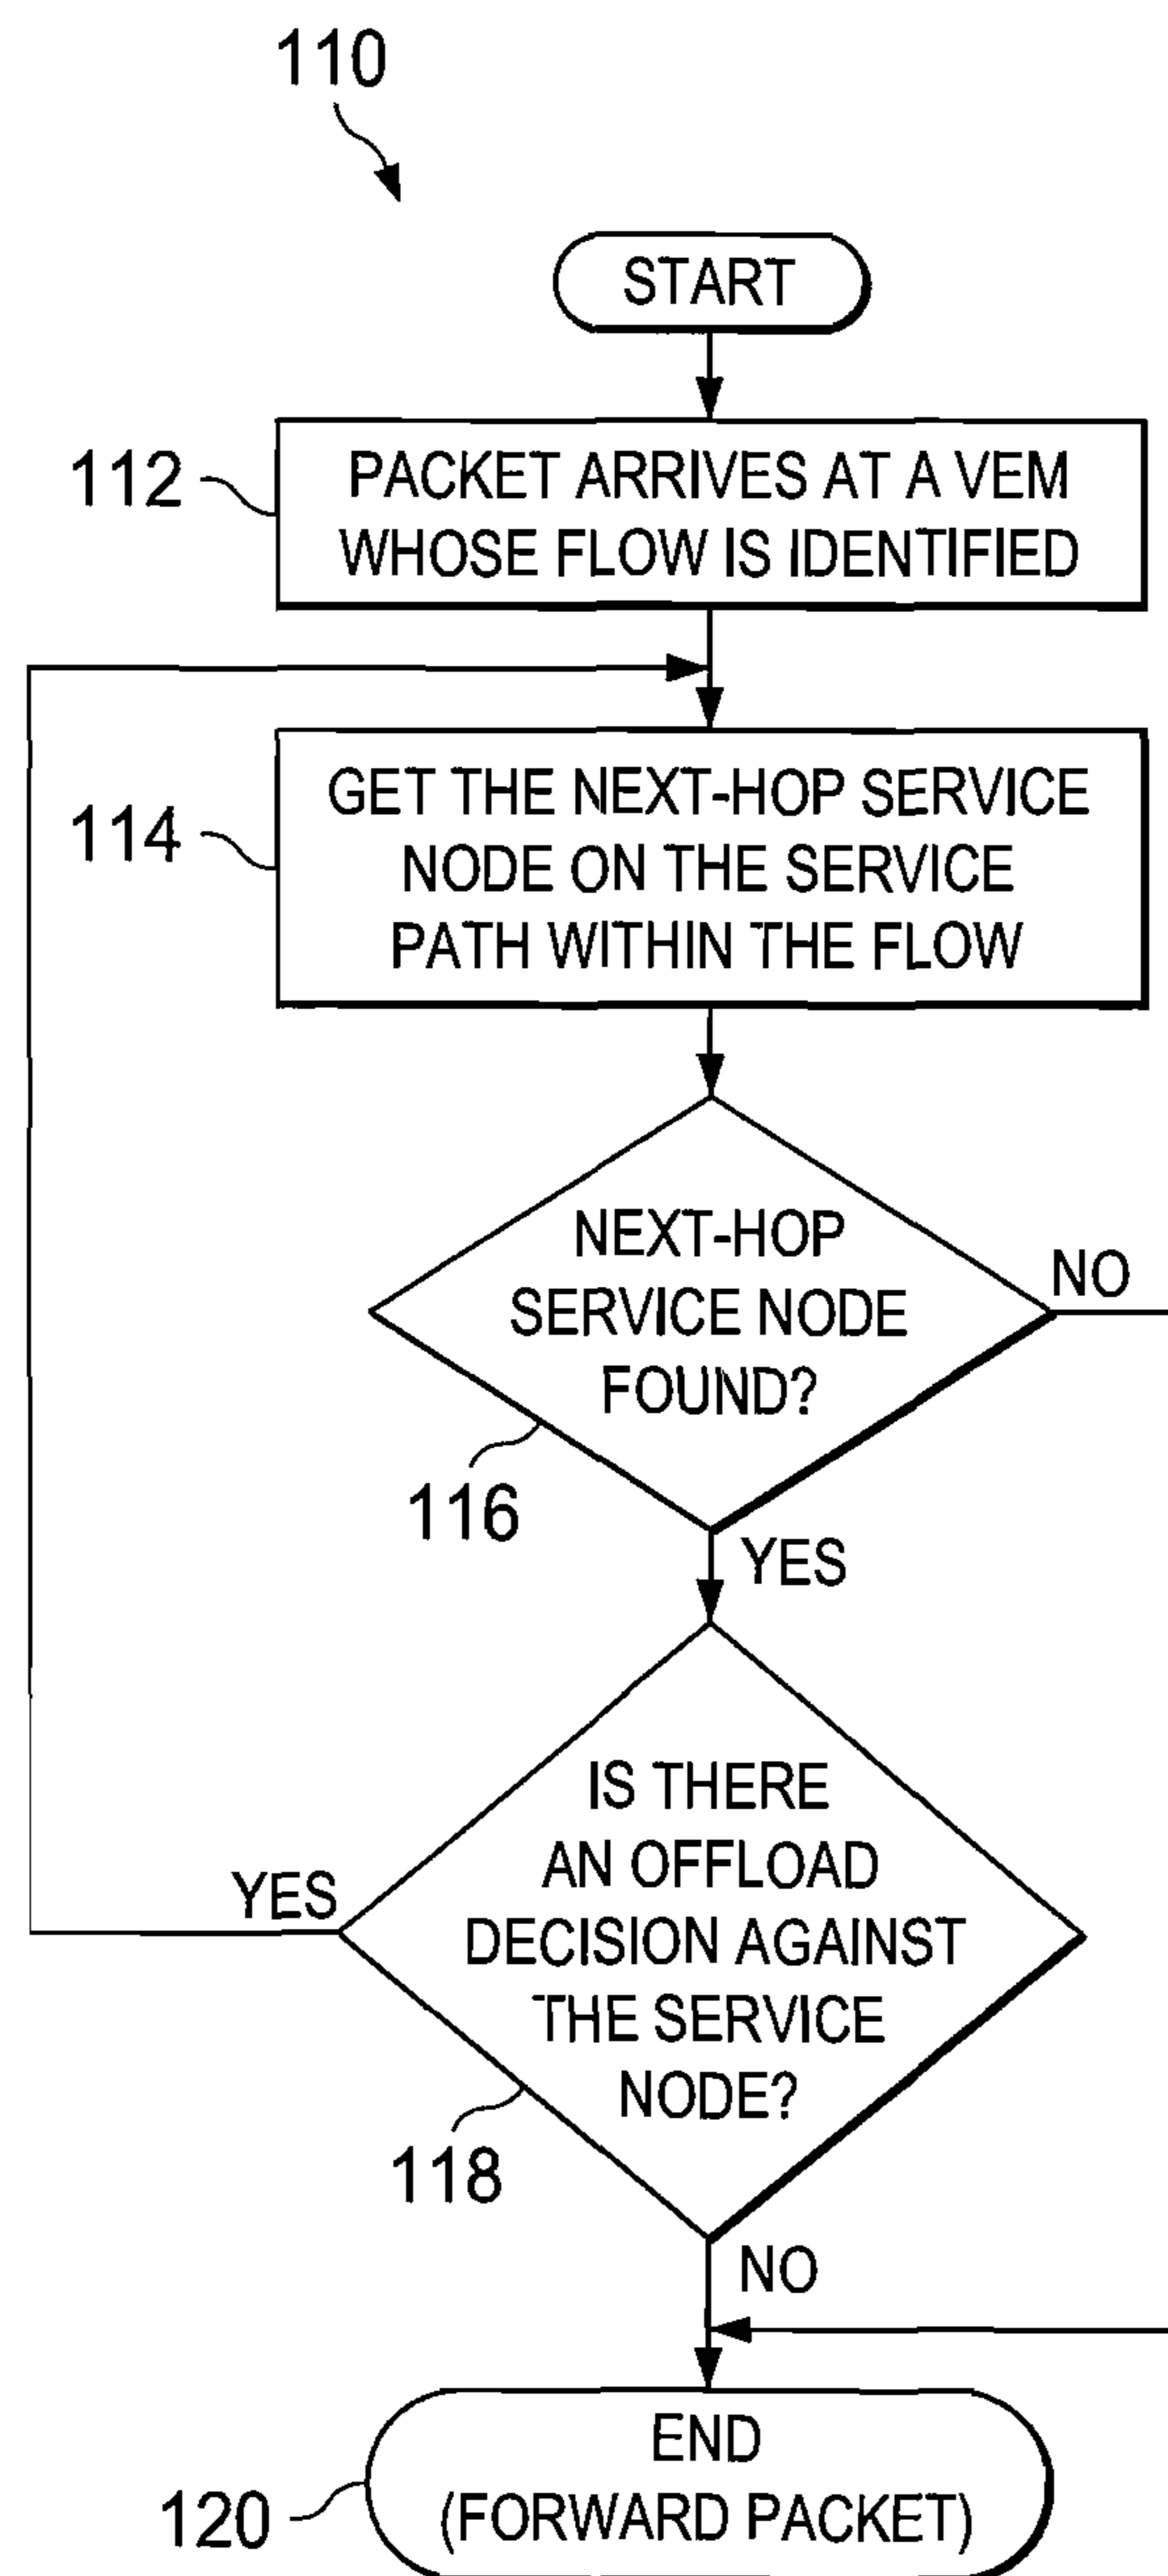 110
START
112
PACKET ARRIVES AT A VEM
WHOSE FLOW IS IDENTIFIED
114
GET THE NEXT-HOP SERVICE
NODE ON THE SERVICE
PATH WITHIN THE FLOW
NEXT-HOP
SERVICE NODE
FOUND?
NO
116
YES
IS THERE
AN OFFLOAD
DECISION AGAINST
THE SERVICE
NODE?
YES
118
NO
END
(FORWARD PACKET)
120